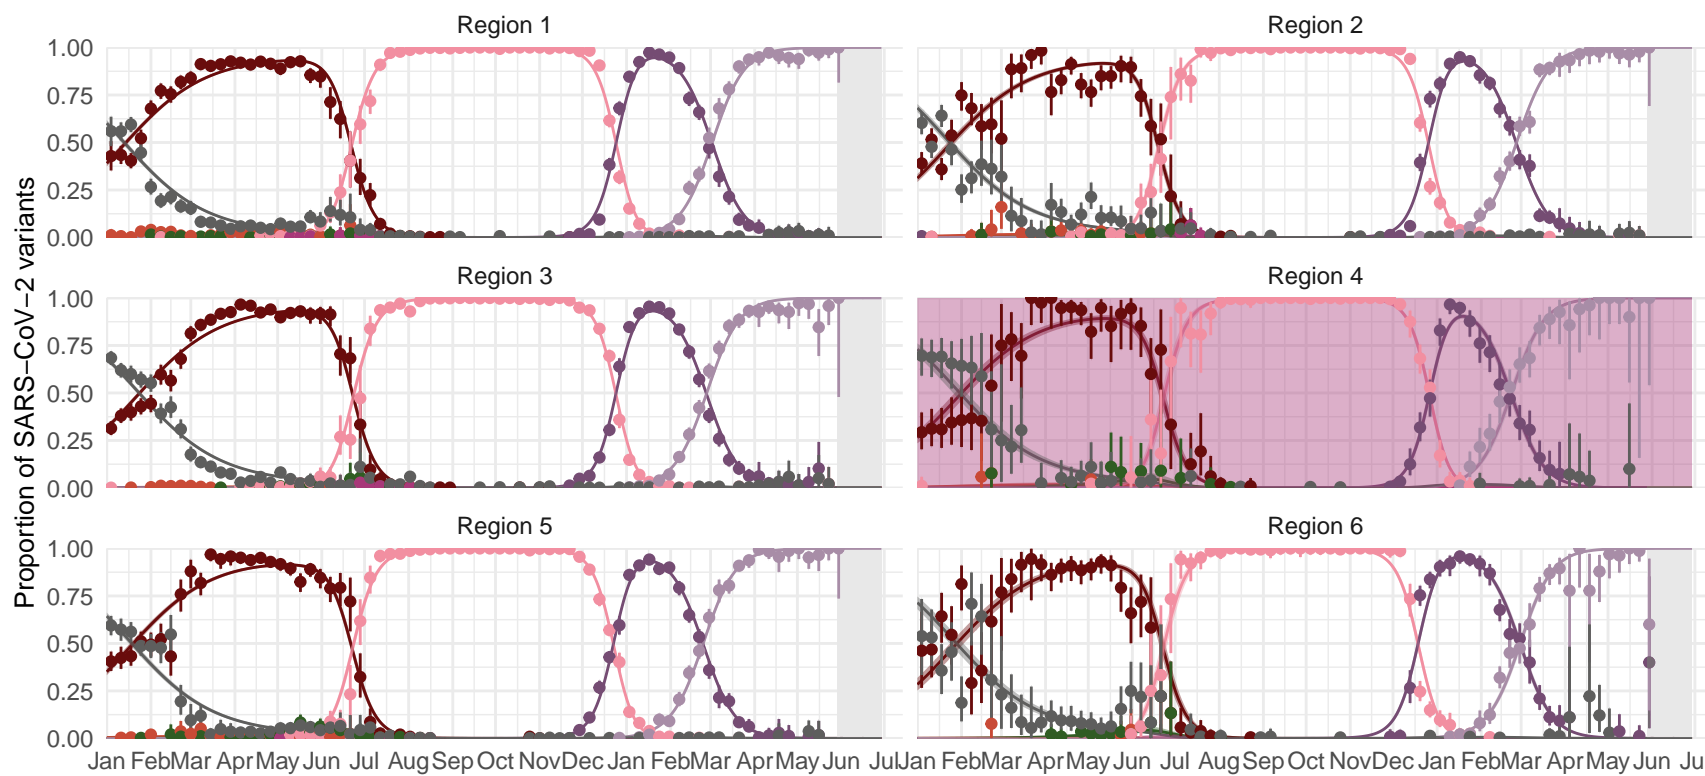 Region 1
Region 2
1.00
0.75
0.50
0.25
0.00
Region 3
Region 4
1.00
0.75
0.50
0.25
0.00
Region 5
Region 6
1.00
0.75
0.50
0.25
0.00
Proportion of SARS−CoV−2 variants
Jan Feb Mar Apr May Jun Jul Aug Sep Oct Nov Dec Jan Feb Mar Apr May Jun Jul
Jan Feb Mar Apr May Jun Jul Aug Sep Oct Nov Dec Jan Feb Mar Apr May Jun